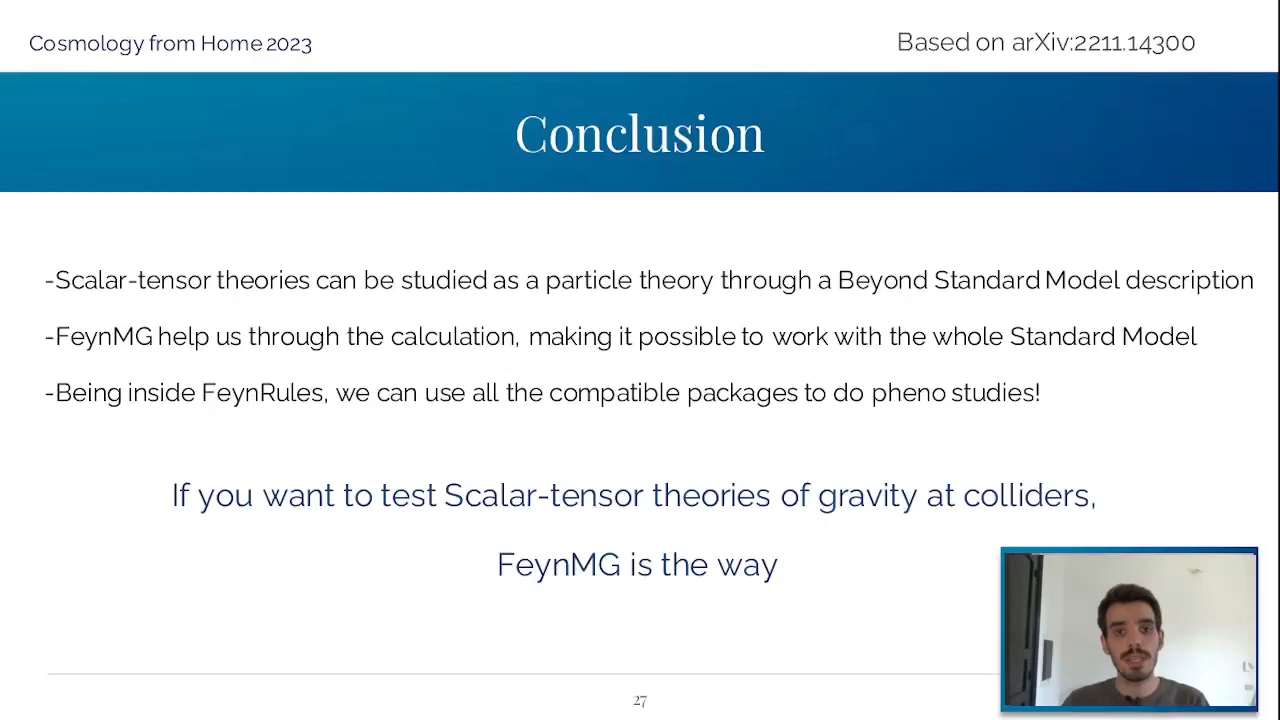 Cosmology from Home 2023
Based on arXiv:2211.14300
Conclusion
-Scalar-tensor theories can be studied as a particle theory through a Beyond Standard Model description
-FeynMG help us through the calculation, making it possible to work with the whole Standard Model
-Being inside FeynRules, we can use all the compatible packages to do pheno studies!
If you want to test Scalar-tensor theories of gravity at colliders,
FeynMG is the way
27